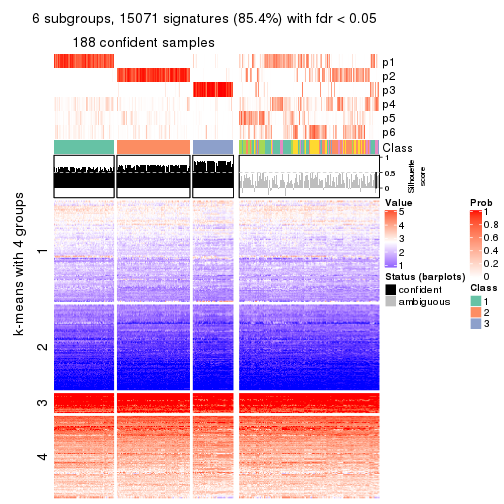 6 subgroups, 15071 signatures (85.4%) with fdr < 0.05
188 confident samples
p1
p2
p3
p4
p5
p6
Class
1
0.5
0
Silhouette
score
k-means with 4 groups
1
2
3
4
Value
5
4
3
2
1
Status (barplots)
confident
ambiguous
Prob
1
0.8
0.6
0.4
0.2
0
Class
1
2
3